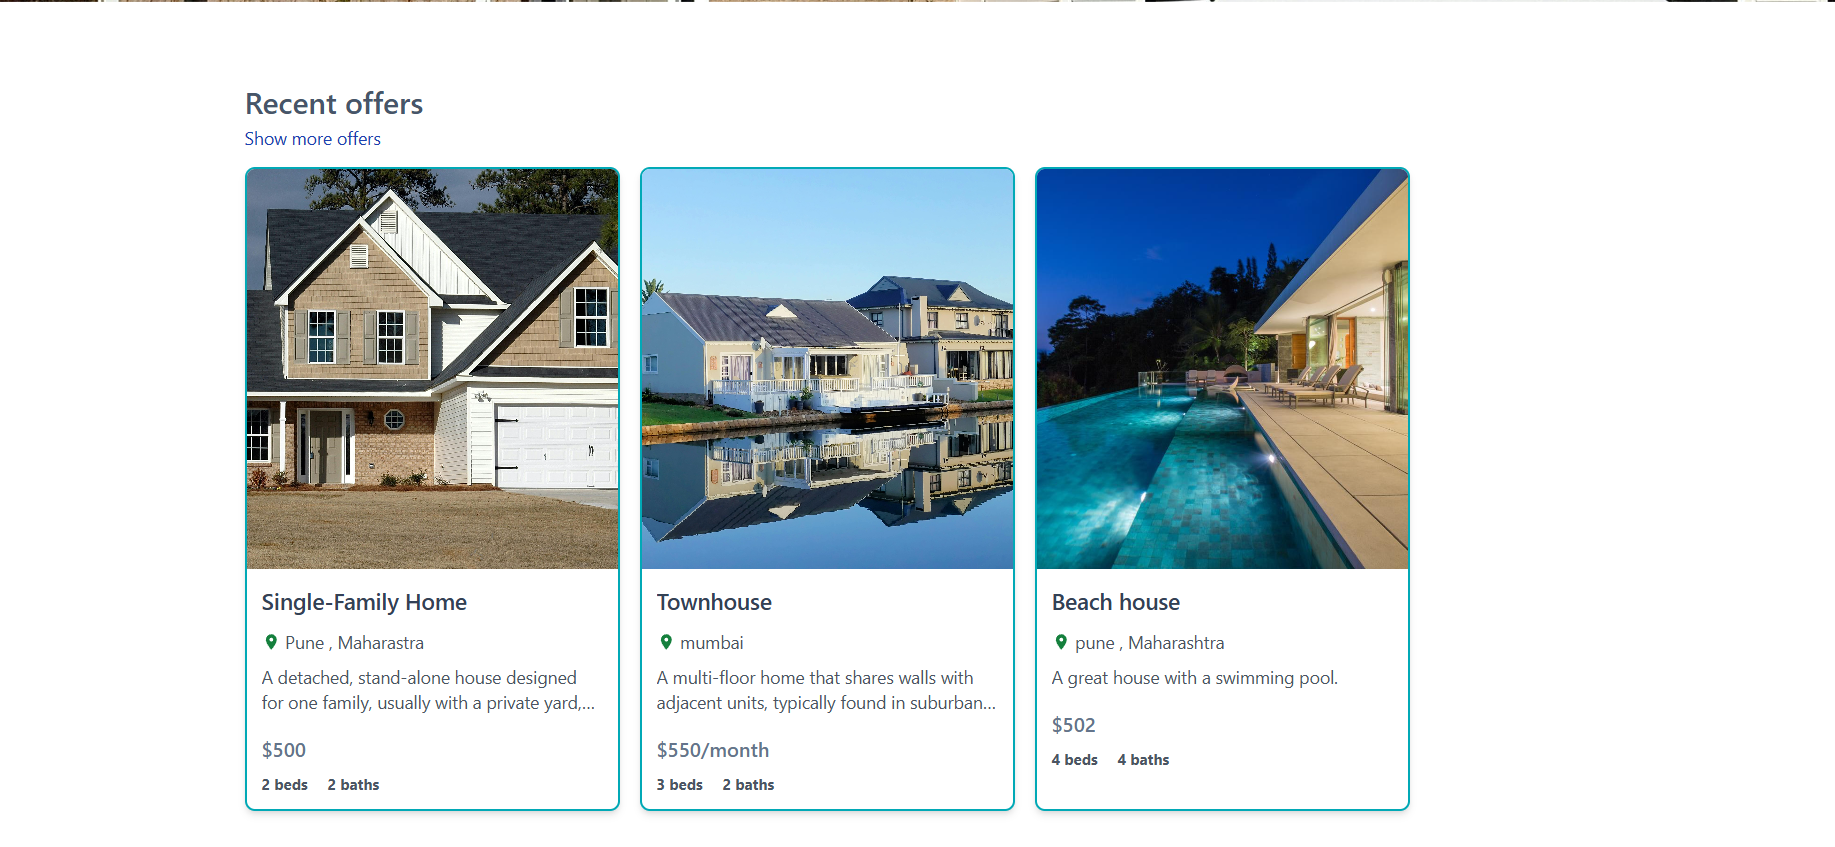 Recent offers
Show more offers
Single-Family Home
Pune , Maharastra
A detached, stand-alone house designed
for one family, usually with a private yard,...
$500
2 beds 2 baths
Townhouse
mumbai
A multi-floor home that shares walls with
adjacent units, typically found in suburban...
$550/month
3 beds 2 baths
Beach house
pune , Maharashtra
A great house with a swimming pool.
$502
4 beds 4 baths